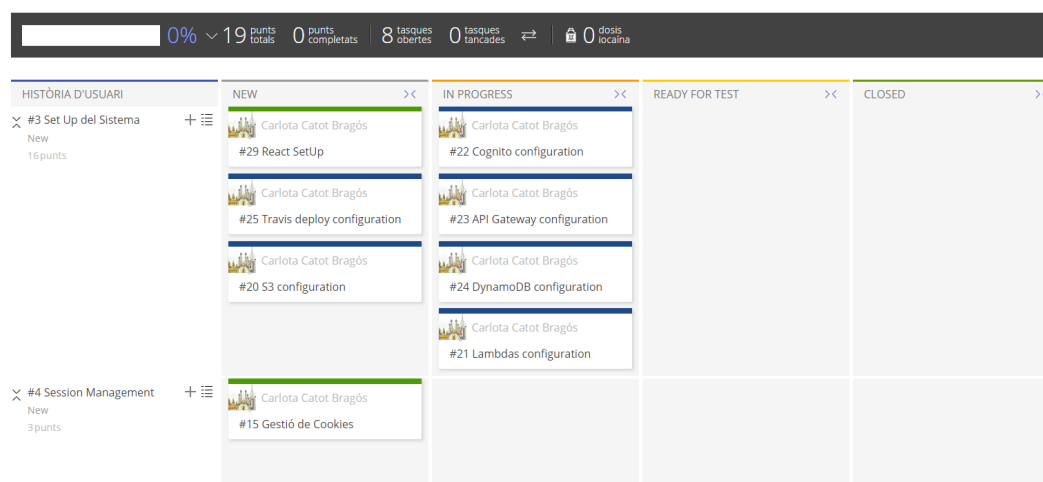 0% 19 punts totals 0 punts completats 8 tasques obertes 0 tasques tancades 0 dosis iocaïna
HISTÒRIA D'USUARI NEW IN PROGRESS READY FOR TEST CLOSED
#3 Set Up del Sistema
New
16 punts
Carlota Catot Bragós
#29 React SetUp
Carlota Catot Bragós
#25 Travis deploy configuration
Carlota Catot Bragós
#20 S3 configuration
Carlota Catot Bragós
#22 Cognito configuration
Carlota Catot Bragós
#23 API Gateway configuration
Carlota Catot Bragós
#24 DynamoDB configuration
Carlota Catot Bragós
#21 Lambdas configuration
#4 Session Management
New
3 punts
Carlota Catot Bragós
#15 Gestió de Cookies